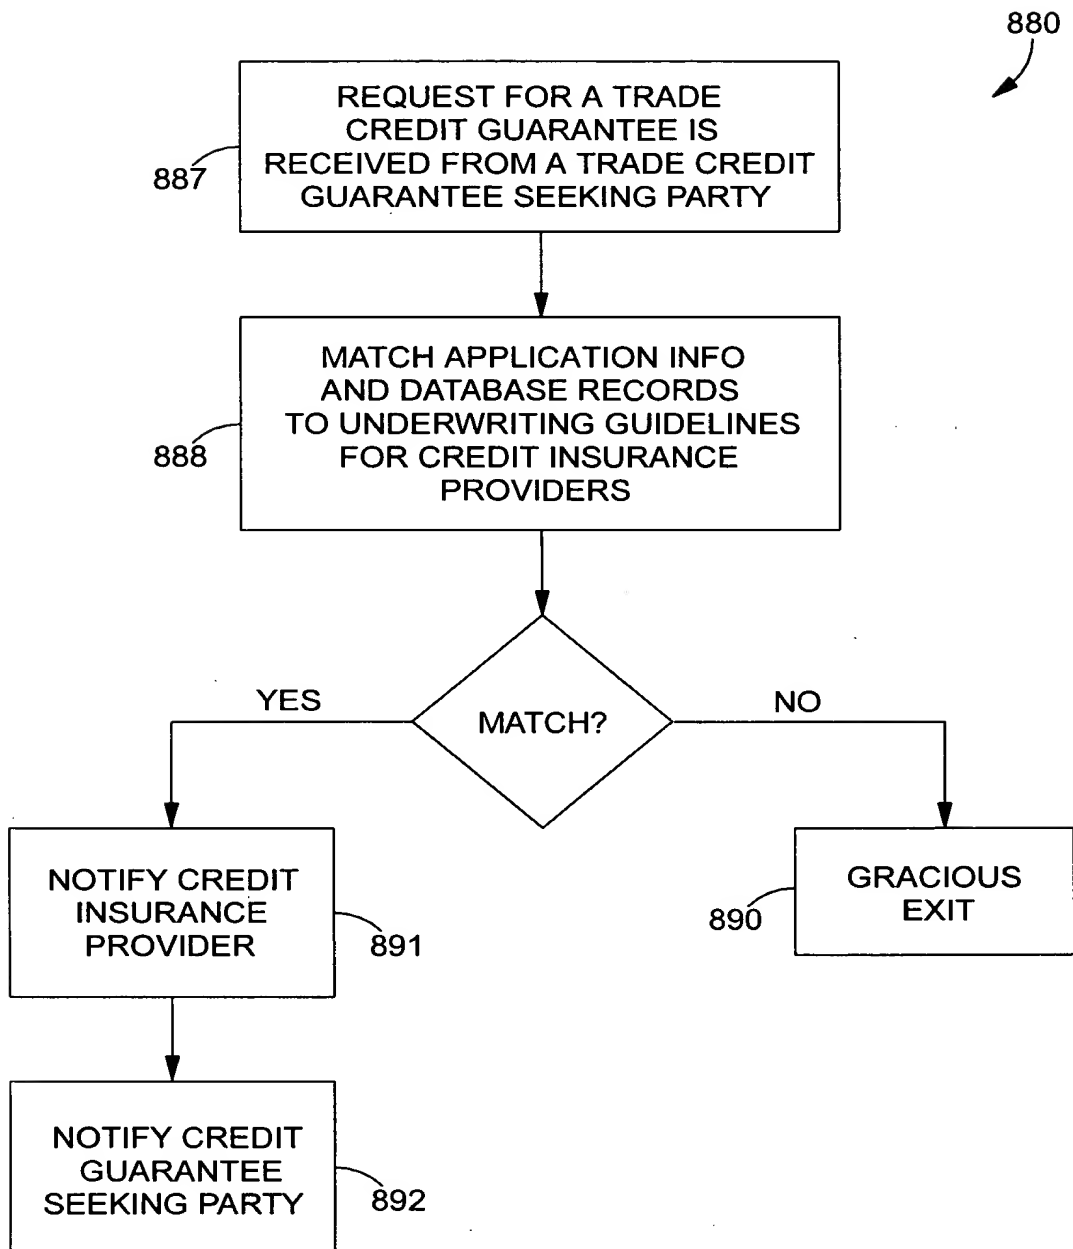 880
REQUEST FOR A TRADE
CREDIT GUARANTEE IS
RECEIVED FROM A TRADE CREDIT
GUARANTEE SEEKING PARTY
887
MATCH APPLICATION INFO
AND DATABASE RECORDS
TO UNDERWRITING GUIDELINES
FOR CREDIT INSURANCE
PROVIDERS
888
MATCH?
YES
NO
NOTIFY CREDIT
INSURANCE
PROVIDER
891
GRACIOUS
EXIT
890
NOTIFY CREDIT
GUARANTEE
SEEKING PARTY
892